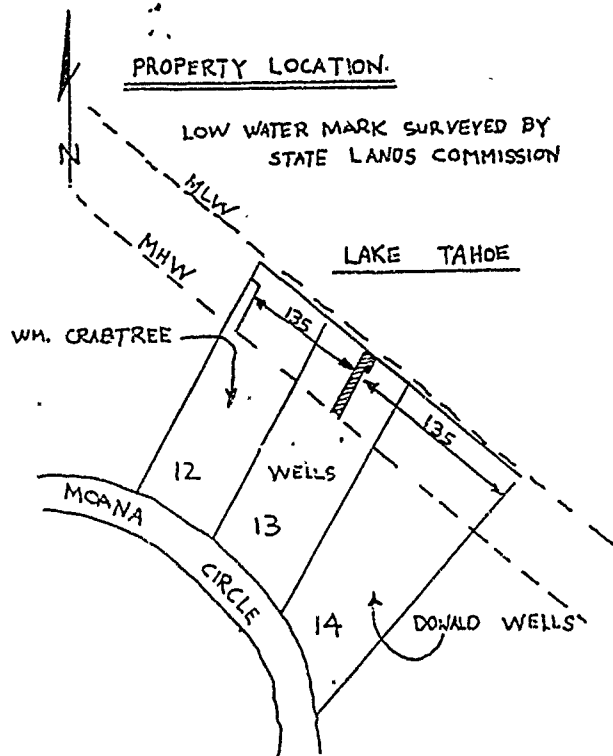 PROPERTY LOCATION.
LOW WATER MARK SURVEYED BY
STATE LANDS COMMISSION
N
MLW
MHW
LAKE TAHOE
135
WM. CRABTREE
135
12
WELLS
13
MOANA
CIRCLE
14
DONALD WELLS